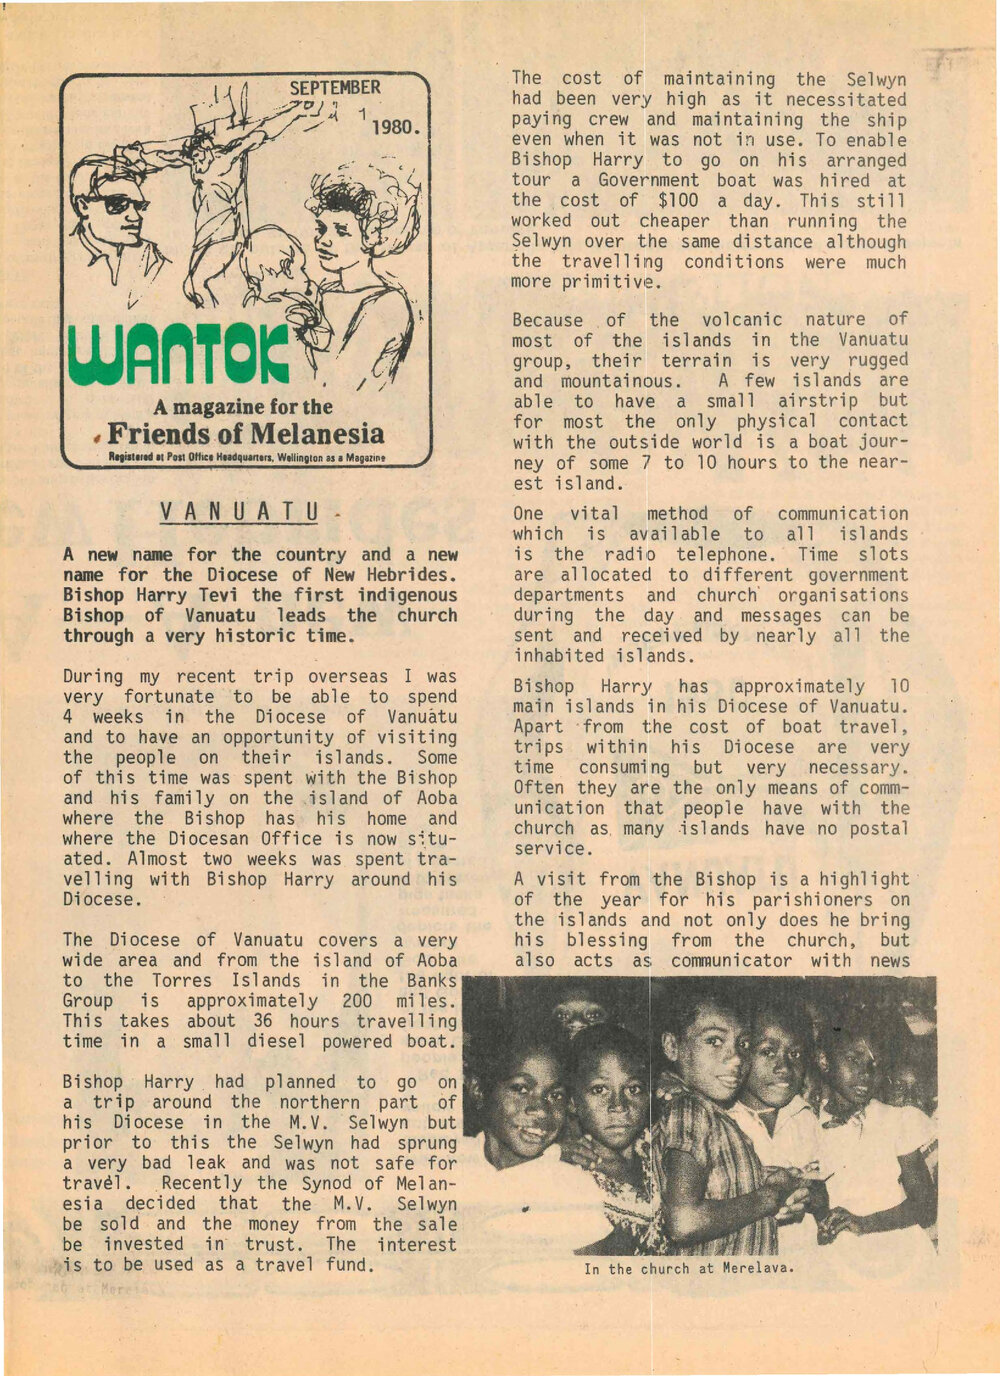 SEPTEMBER
1980.
WANTOK
A magazine for the
Friends of Melanesia
Registered at Post Office Headquarters, Wellington as a Magazine
VANUATU
A new name for the country and a new
name for the Diocese of New Hebrides.
Bishop Harry Tevi the first indigenous
Bishop of Vanuatu leads the church
through a very historic time.
During my recent trip overseas I was
very fortunate to be able to spend
4 weeks in the Diocese of Vanuatu
and to have an opportunity of visiting
the people on their islands. Some
of this time was spent with the Bishop
and his family on the island of Aoba
where the Bishop has his home and
where the Diocesan Office is now situ-
ated. Almost two weeks was spent tra-
velling with Bishop Harry around his
Diocese.
The Diocese of Vanuatu covers a very
wide area and from the island of Aoba
to the Torres Islands in the Banks
Group is approximately 200 miles.
This takes about 36 hours travelling
time in a small diesel powered boat.
Bishop Harry had planned to go on
a trip around the northern part of
his Diocese in the M.V. Selwyn but
prior to this the Selwyn had sprung
a very bad leak and was not safe for
travel. Recently the Synod of Melan-
esia decided that the M.V. Selwyn
be sold and the money from the sale
be invested in trust. The interest
is to be used as a travel fund.
The cost of maintaining the Selwyn
had been very high as it necessitated
paying crew and maintaining the ship
even when it was not in use. To enable
Bishop Harry to go on his arranged
tour a Government boat was hired at
the cost of $100 a day. This still
worked out cheaper than running the
Selwyn over the same distance although
the travelling conditions were much
more primitive.
Because of the volcanic nature of
most of the islands in the Vanuatu
group, their terrain is very rugged
and mountainous. A few islands are
able to have a small airstrip but
for most the only physical contact
with the outside world is a boat jour-
ney of some 7 to 10 hours to the near-
est island.
One vital method of communication
which is available to all islands
is the radio telephone. Time slots
are allocated to different government
departments and church organisations
during the day and messages can be
sent and received by nearly all the
inhabited islands.
Bishop Harry has approximately 10
main islands in his Diocese of Vanuatu.
Apart from the cost of boat travel,
trips within his Diocese are very
time consuming but very necessary.
Often they are the only means of comm-
unication that people have with the
church as many islands have no postal
service.
A visit from the Bishop is a highlight
of the year for his parishioners on
the islands and not only does he bring
his blessing from the church, but
also acts as communicator with news
In the church at Merelava.